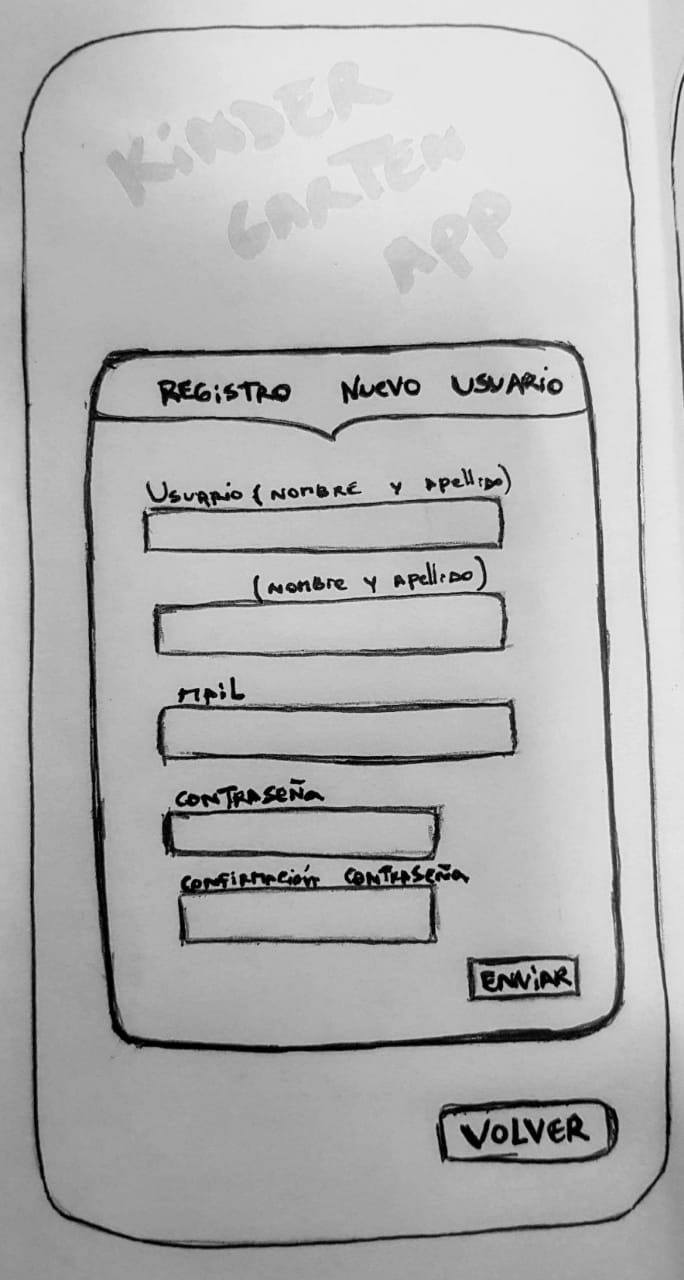 KiNDER
GARTEN
APP
REGiSTRO NUEVO USUARiO
USUARiO (NOMBRE Y Apellido)
(NOMBre Y Apellido)
MAiL
CONTRASEÑA
CONFiRMACiÓN CONTRASEÑA
ENViAR
VOLVER